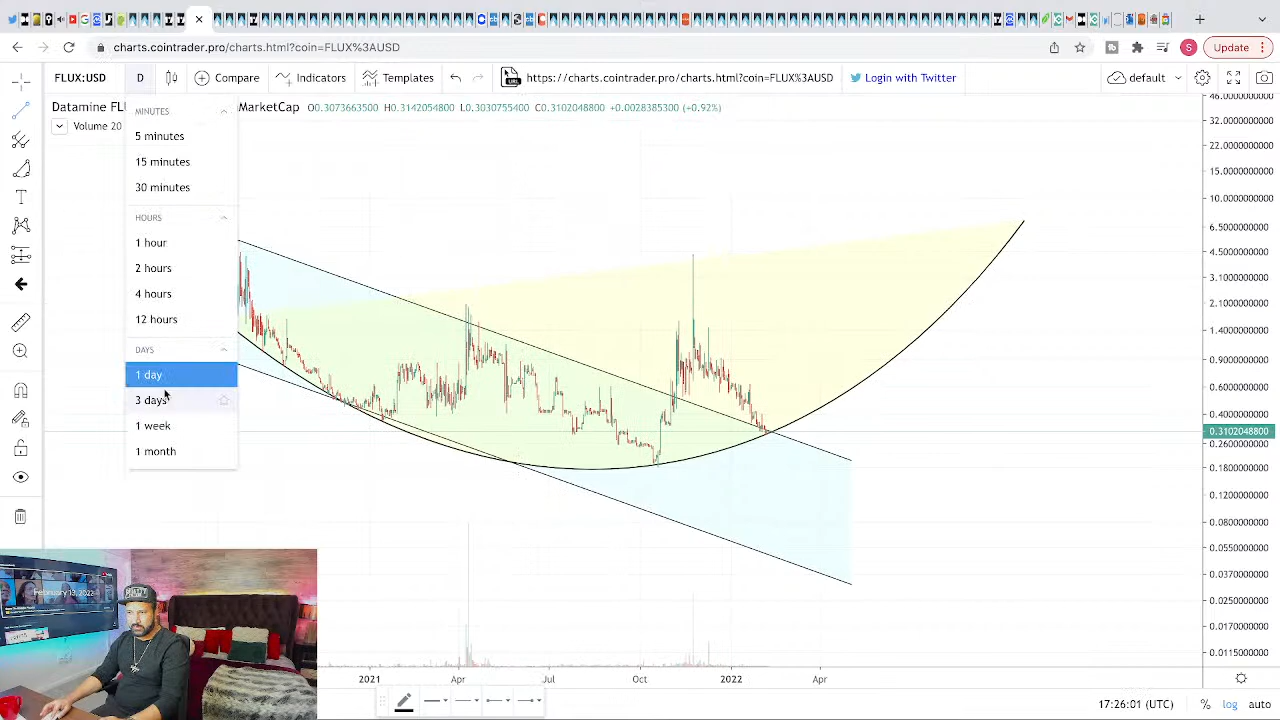 charts.cointrader.pro/charts.html?coin=FLUX%3AUSD
Update
FLUX:USD
D
Compare
Indicators
Templates
https://charts.cointrader.pro/charts.html?coin=FLUX%3AUSD
Login with Twitter
default
Datamine FL
MarketCap
O0.3073663500 H0.3142054800 L0.3030755400 C0.3102048800 +0.0028385300 (+0.92%)
Volume 20
MINUTES
5 minutes
15 minutes
30 minutes
HOURS
1 hour
2 hours
4 hours
12 hours
DAYS
1 day
3 days
1 week
1 month
32.0000000000
22.0000000000
15.0000000000
10.0000000000
6.5000000000
4.5000000000
3.1000000000
2.1000000000
1.4000000000
0.9000000000
0.6000000000
0.4000000000
0.3102048800
0.2600000000
0.1800000000
0.1200000000
0.0800000000
0.0550000000
0.0370000000
0.0250000000
0.0170000000
0.0115000000
February 13, 2022
2021
Apr
Jul
Oct
2022
Apr
17:21:01 (UTC)
%
log
auto